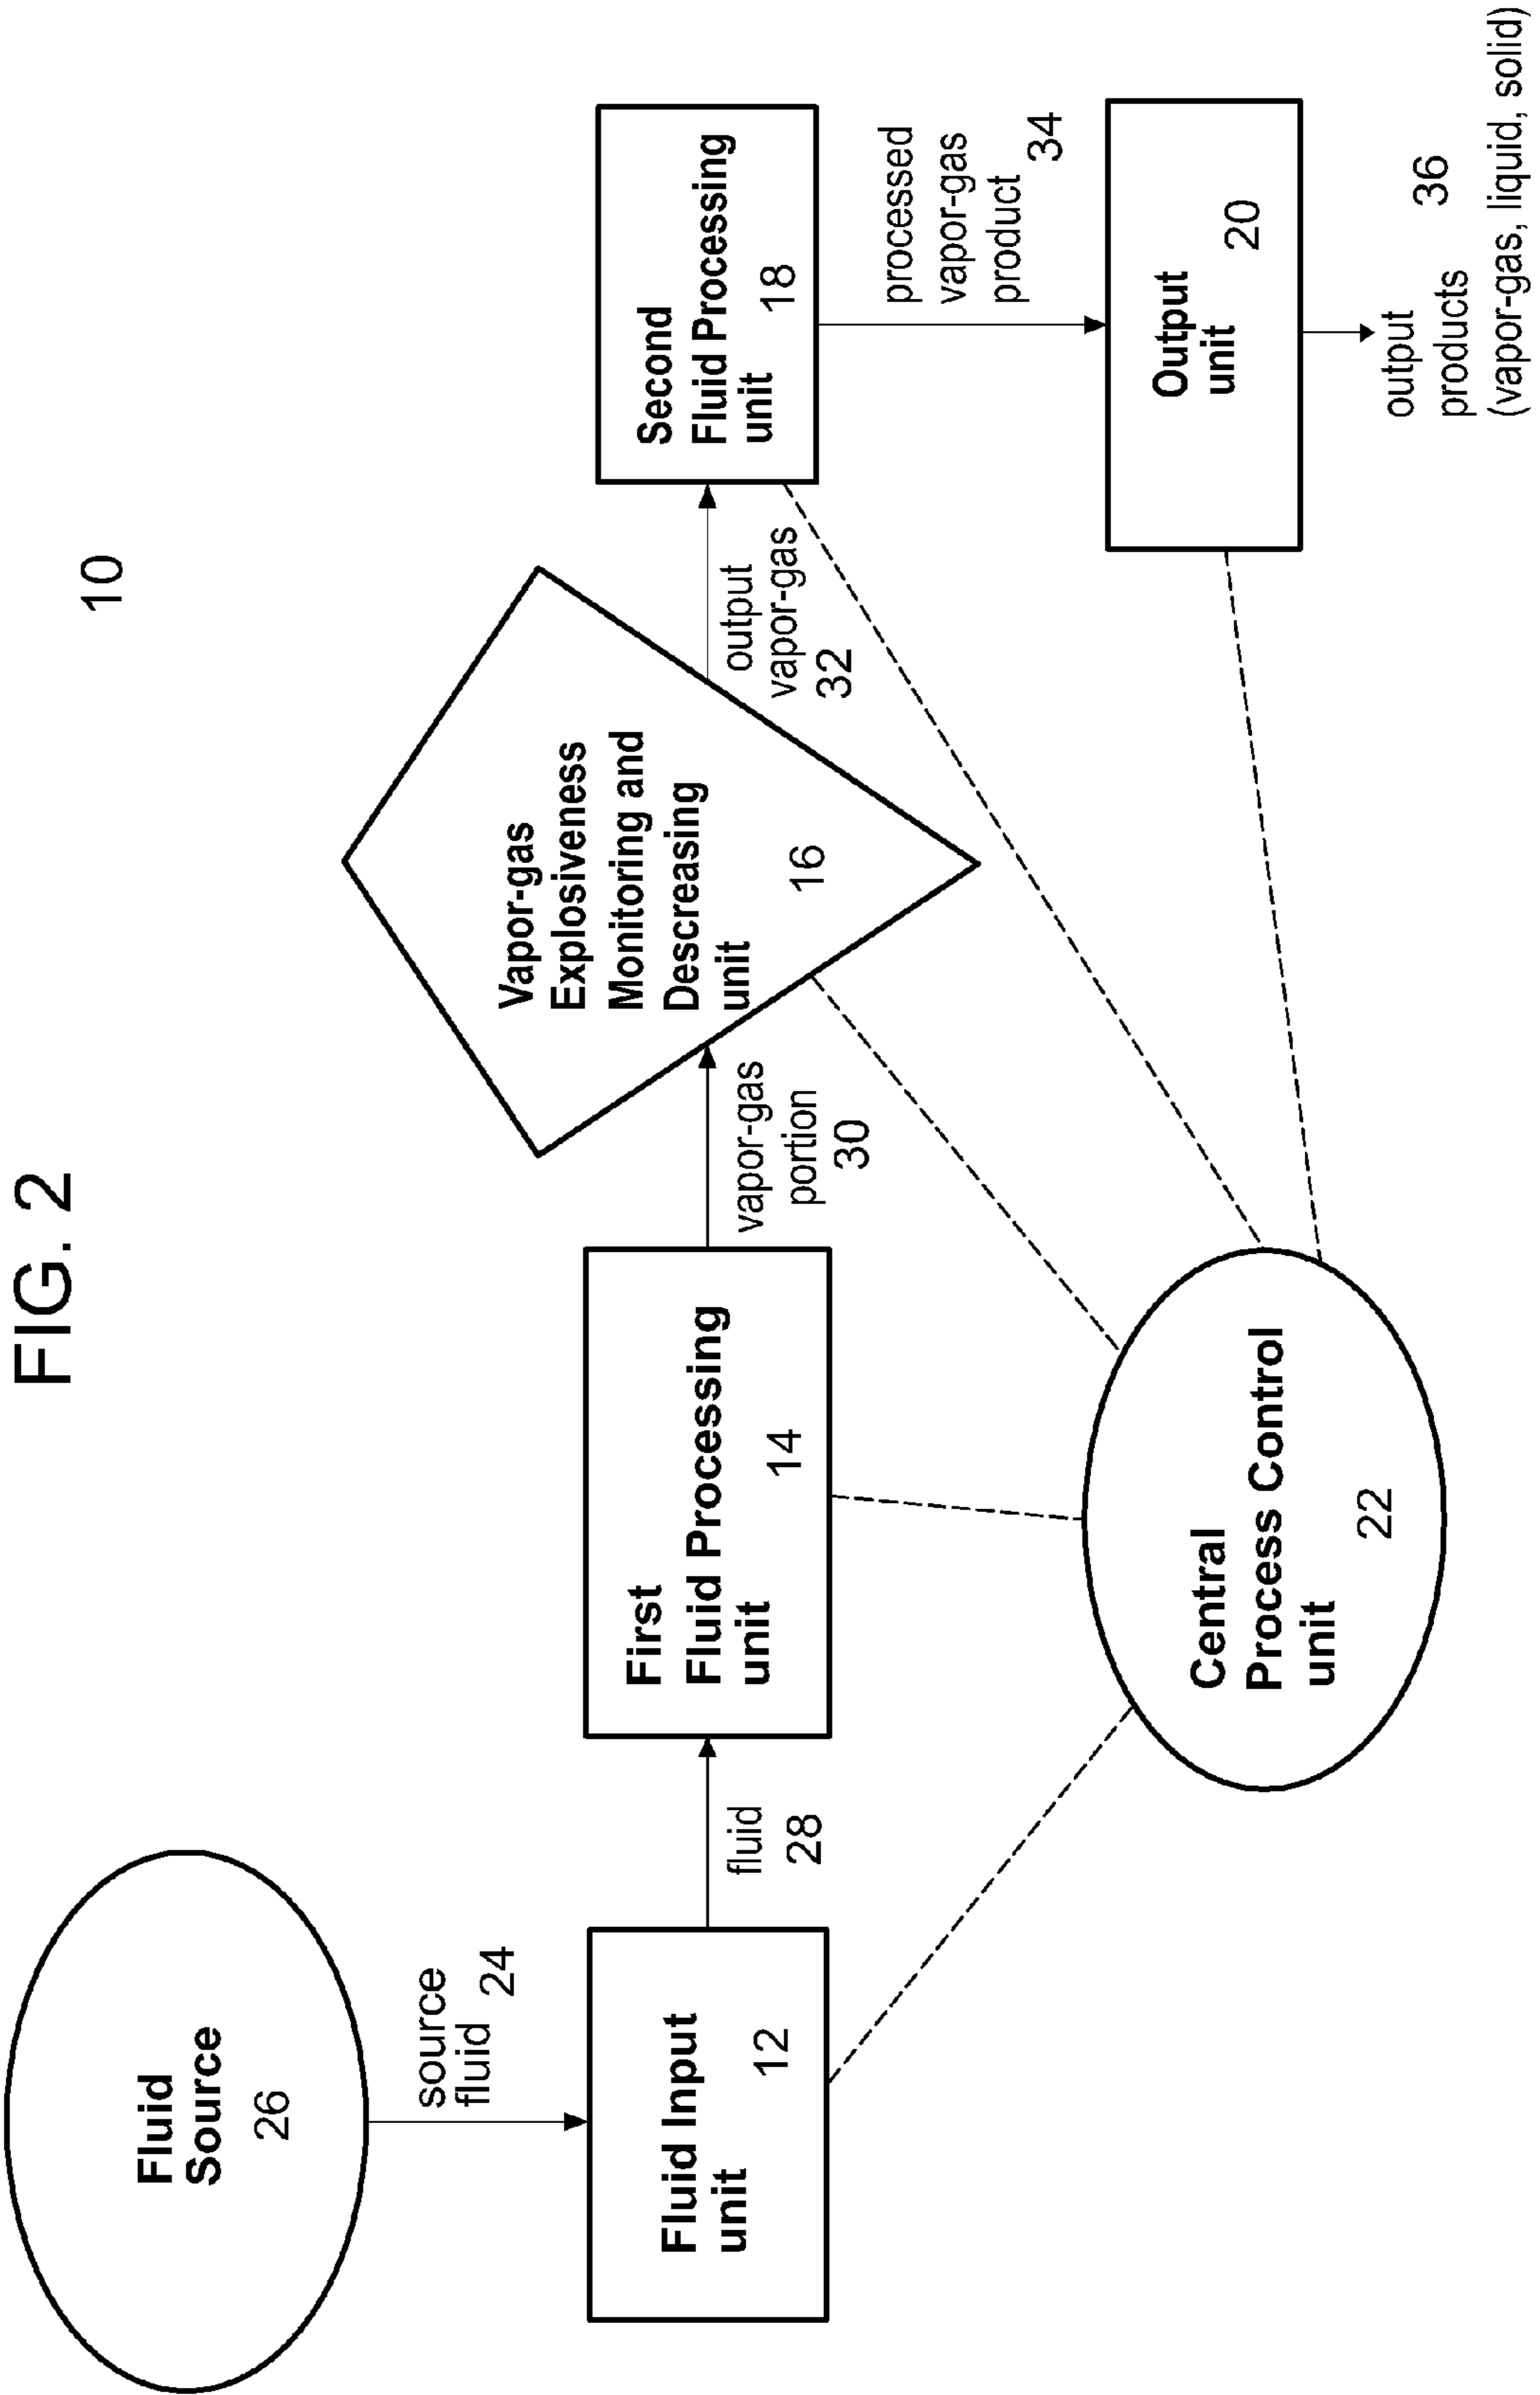 FIG. 2
10
Fluid
Source
26
source
fluid 24
Fluid Input
unit
12
fluid
28
First
Fluid Processing
unit
14
vapor-gas
portion
30
Vapor-gas
Explosiveness
Monitoring and
Descreasing
unit
16
output
vapor-gas
32
Second
Fluid Processing
unit
18
processed
vapor-gas
product 34
Output
unit
20
output
products 36
(vapor-gas, liquid, solid)
Central
Process Control
unit
22